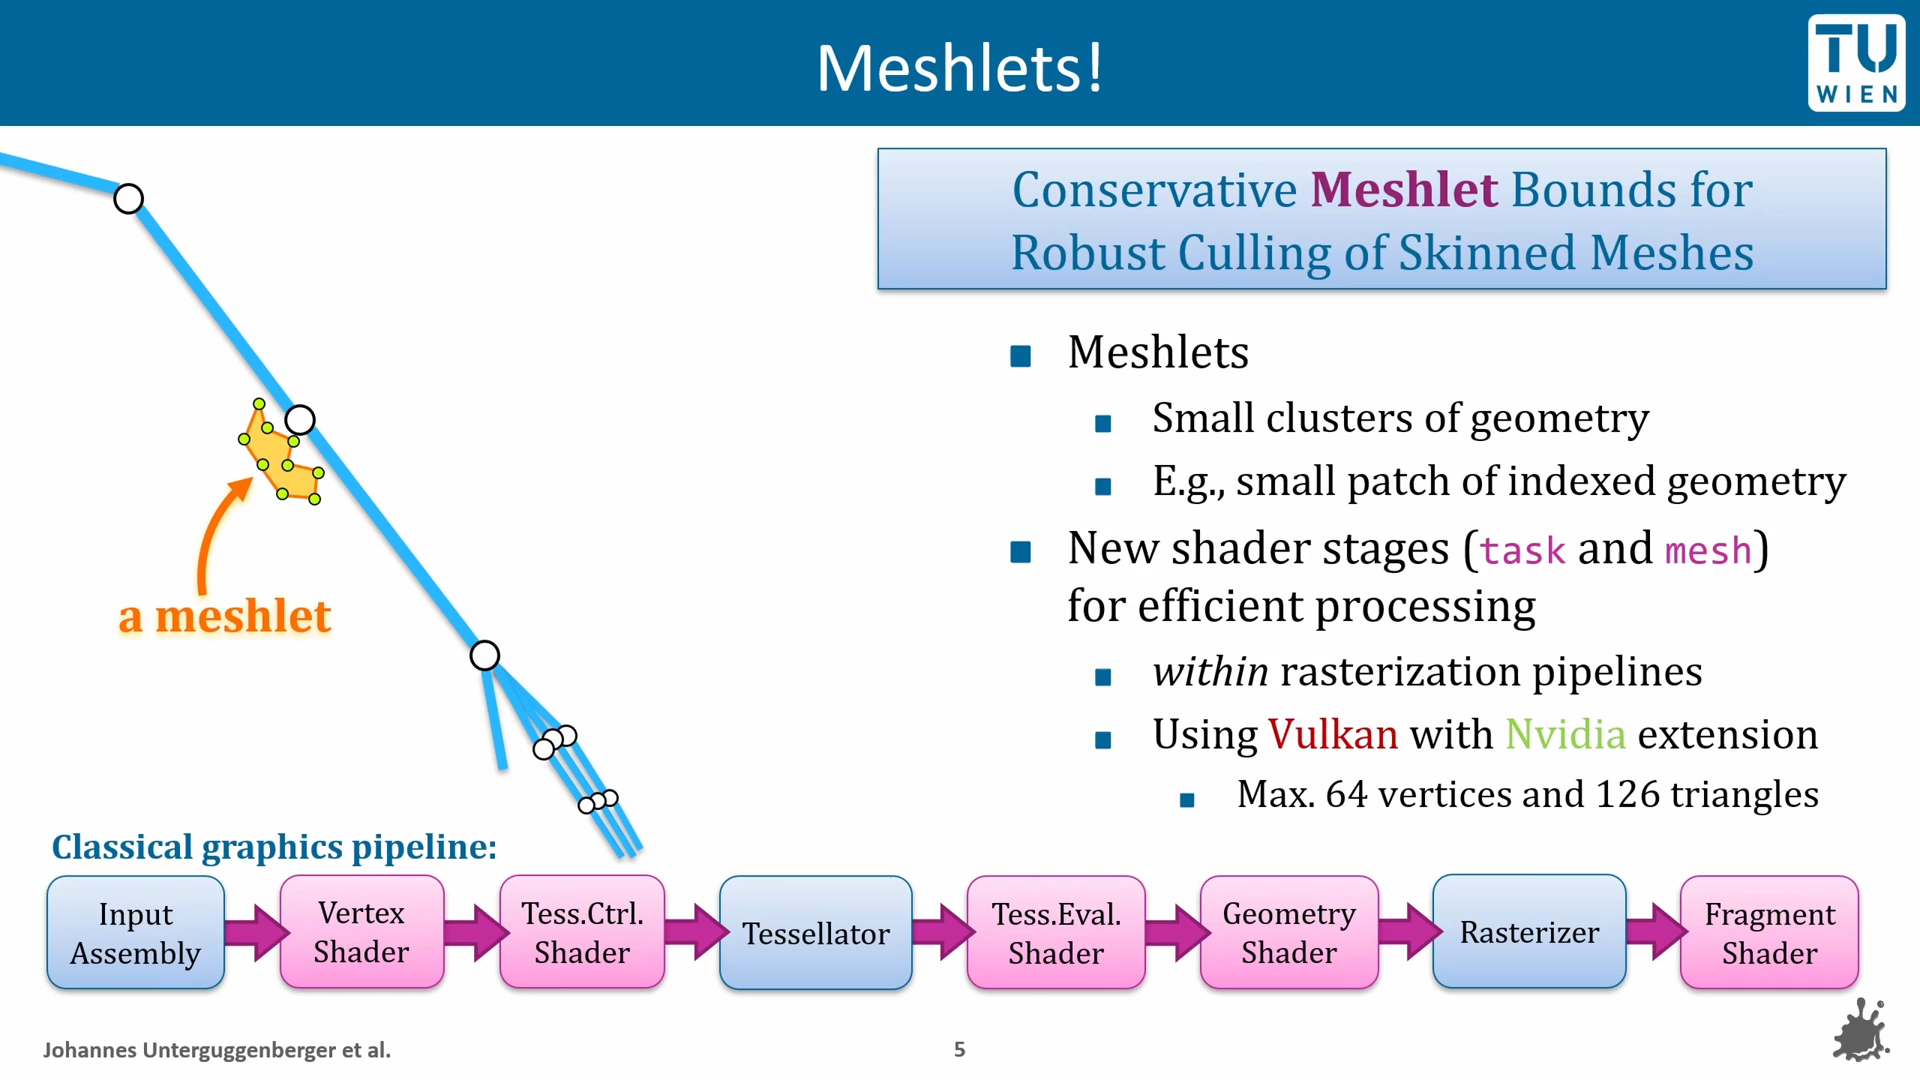 Meshlets!
TU
WIEN
Conservative Meshlet Bounds for
Robust Culling of Skinned Meshes
Meshlets
Small clusters of geometry
E.g., small patch of indexed geometry
New shader stages (task and mesh)
for efficient processing
within rasterization pipelines
Using Vulkan with Nvidia extension
Max. 64 vertices and 126 triangles
a meshlet
Classical graphics pipeline:
Input
Assembly
Vertex
Shader
Tess.Ctrl.
Shader
Tessellator
Tess.Eval.
Shader
Geometry
Shader
Rasterizer
Fragment
Shader
Johannes Unterguggenberger et al.
5